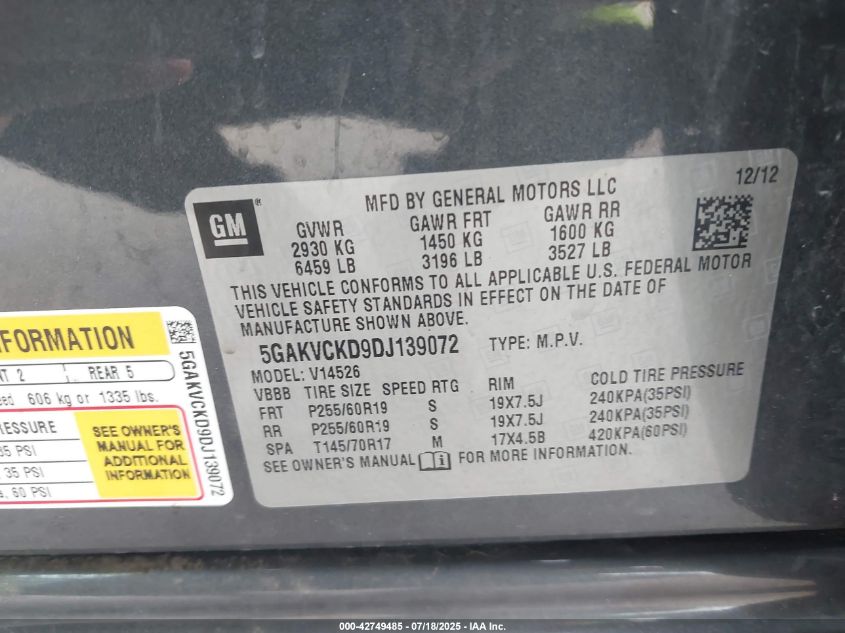 MFD BY GENERAL MOTORS LLC 12/12
GM®
GVWR GAWR FRT GAWR RR
2930 KG 1450 KG 1600 KG
6459 LB 3196 LB 3527 LB
THIS VEHICLE CONFORMS TO ALL APPLICABLE U.S. FEDERAL MOTOR
VEHICLE SAFETY STANDARDS IN EFFECT ON THE DATE OF
MANUFACTURE SHOWN ABOVE.
5GAKVCKD9DJ139072 TYPE: M.P.V.
MODEL: V14526
VBBB TIRE SIZE SPEED RTG RIM COLD TIRE PRESSURE
FRT P255/60R19 S 19X7.5J 240KPA(35PSI)
RR P255/60R19 S 19X7.5J 240KPA(35PSI)
SPA T145/70R17 M 17X4.5B 420KPA(60PSI)
SEE OWNER'S MANUAL i FOR MORE INFORMATION.
FORMATION
2 REAR 5
606 kg or 1335 lbs.
5GAKVCKD9DJ139072
35 PSI
35 PSI
60 PSI
SEE OWNER'S
MANUAL FOR
ADDITIONAL
INFORMATION
000-42749485 - 07/18/2025 - IAA Inc.